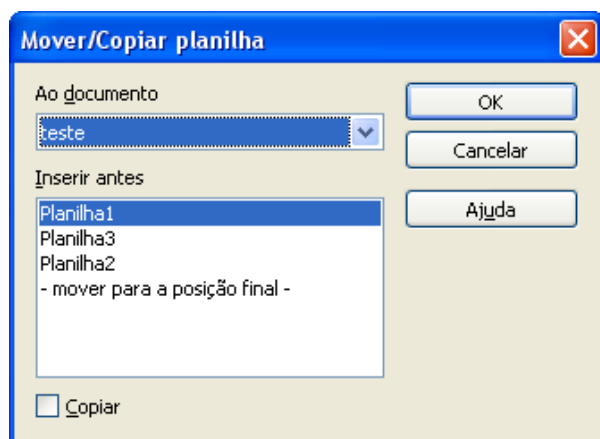 Mover/Copiar planilha
Ao documento
teste
Inserir antes
Planilha1
Planilha3
Planilha2
- mover para a posição final -
Copiar
OK
Cancelar
Ajuda